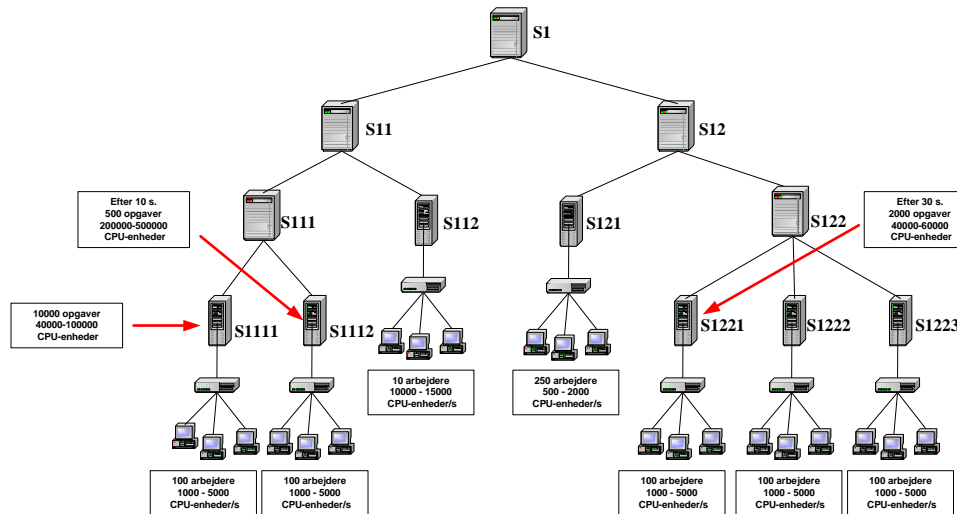 S1
S11
S12
Efter 10 s.
500 opgaver
200000-500000
CPU-enheder
S111
S112
S121
S122
Efter 30 s.
2000 opgaver
40000-60000
CPU-enheder
10000 opgaver
40000-100000
CPU-enheder
S1111
S1112
S1221
S1222
S1223
10 arbejdere
10000 - 15000
CPU-enheder/s
250 arbejdere
500 - 2000
CPU-enheder/s
100 arbejdere
1000 - 5000
CPU-enheder/s
100 arbejdere
1000 - 5000
CPU-enheder/s
100 arbejdere
1000 - 5000
CPU-enheder/s
100 arbejdere
1000 - 5000
CPU-enheder/s
100 arbejdere
1000 - 5000
CPU-enheder/s